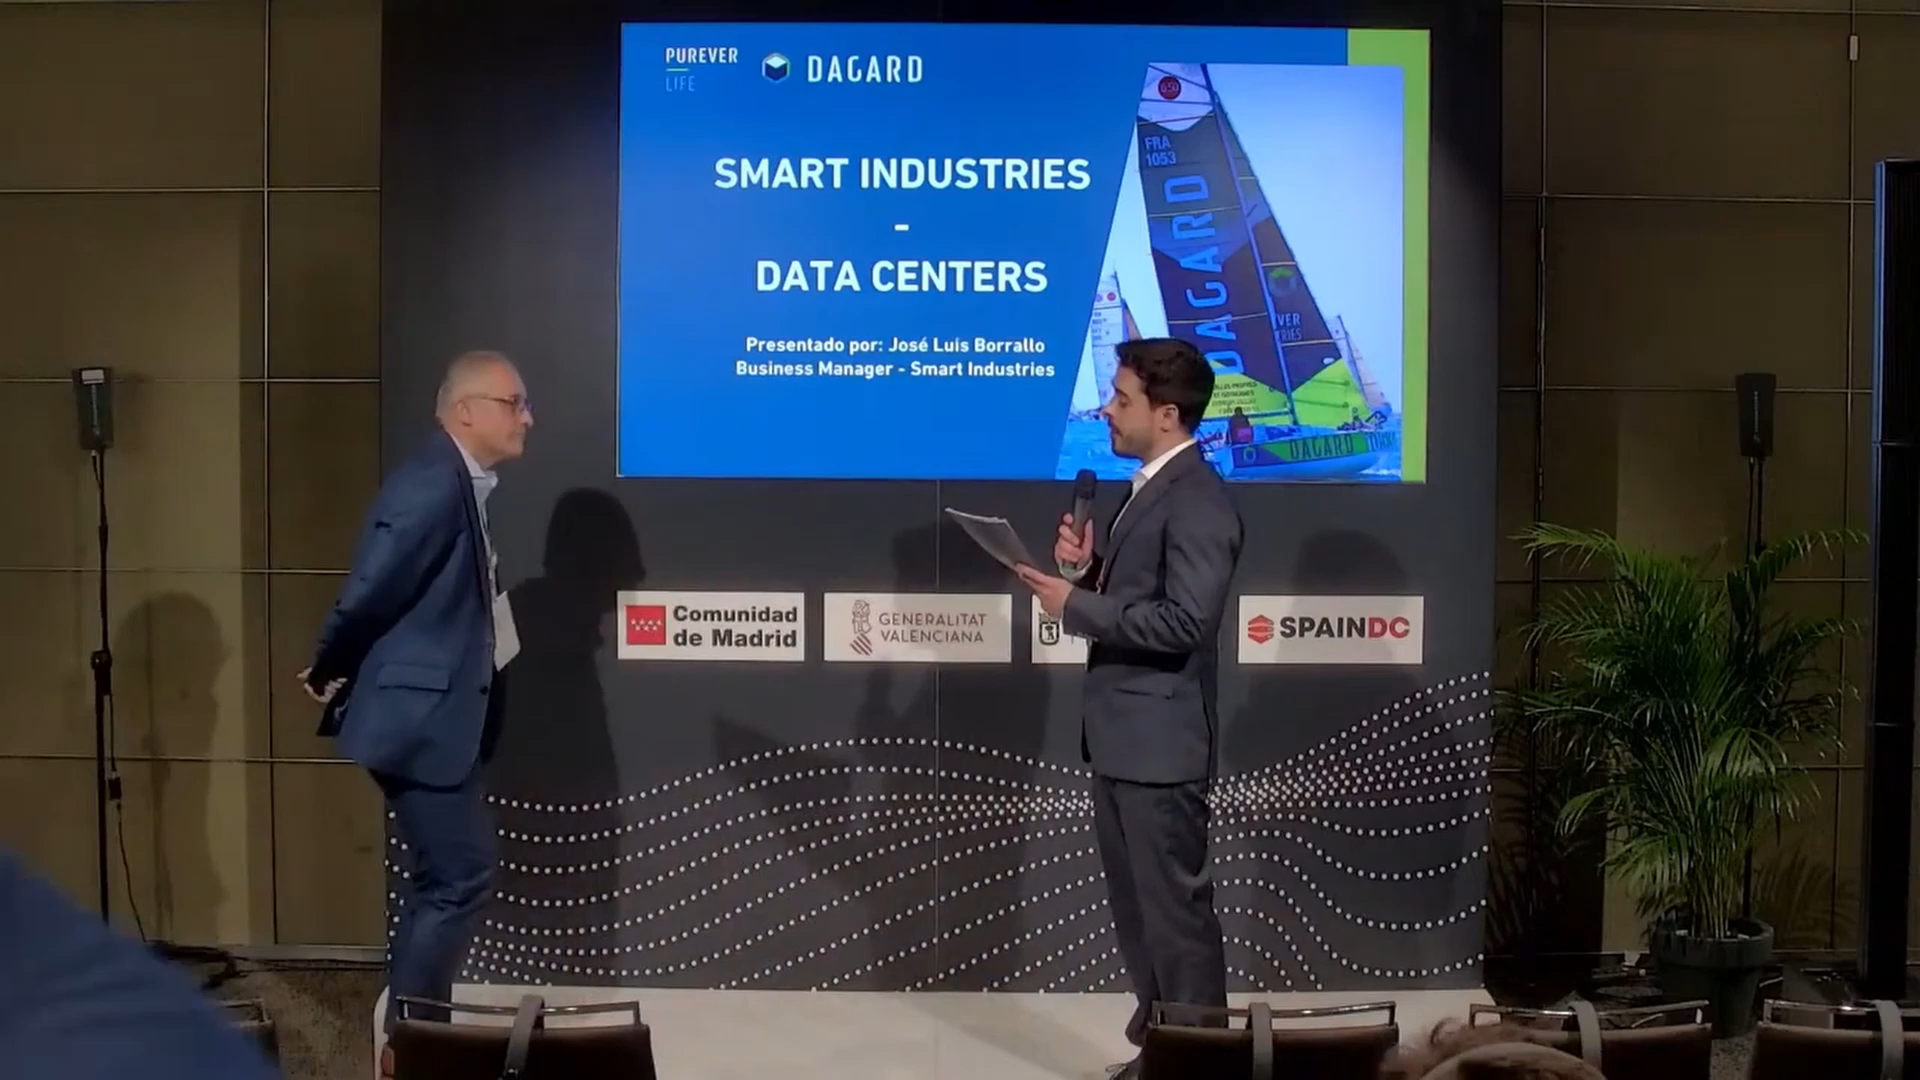 PUREVER
LIFE
DAGARD
SMART INDUSTRIES
-
DATA CENTERS
Presentado por: José Luis Borrallo
Business Manager - Smart Industries
650
FRA
1053
DAGARD
DAGARD
Comunidad
de Madrid
GENERALITAT
VALENCIANA
SPAINDC